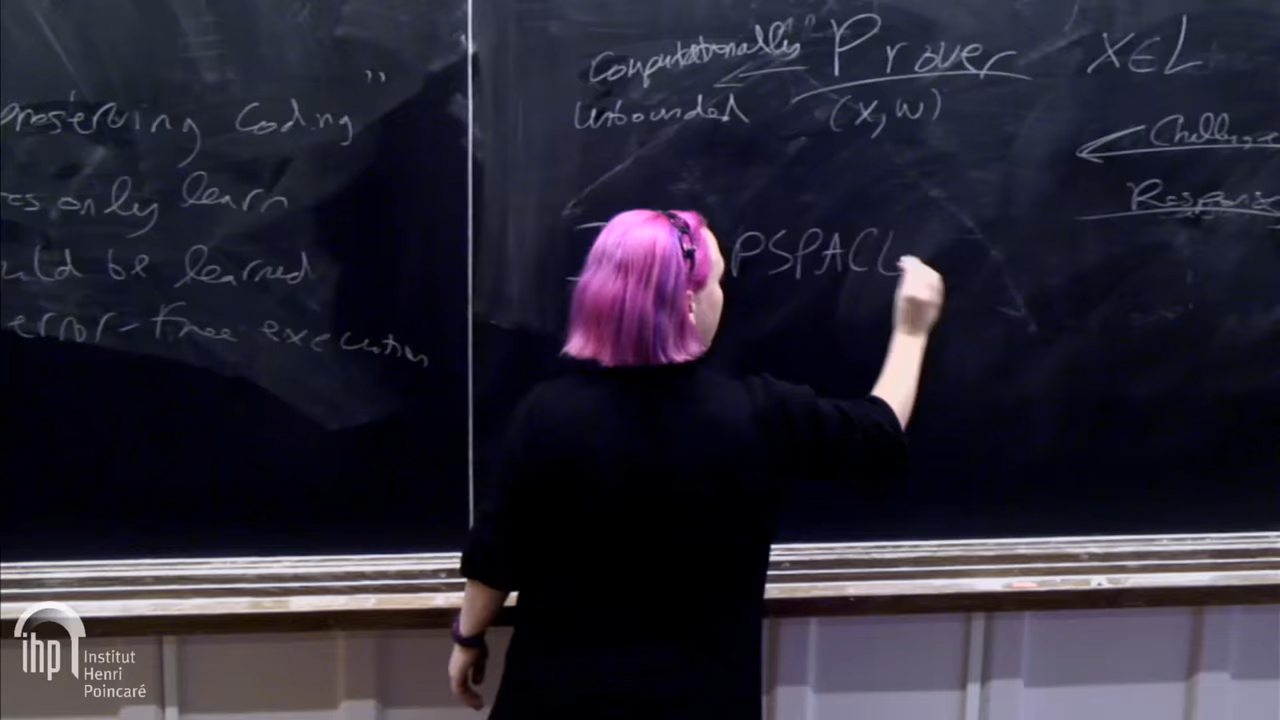 "
preserving coding
es only learn
uld be learned
error-free execution
Computationally
unbounded
Prover
(x, w)
x∈L
Challenge
Response
PSPACE
ihp
Institut
Henri
Poincaré